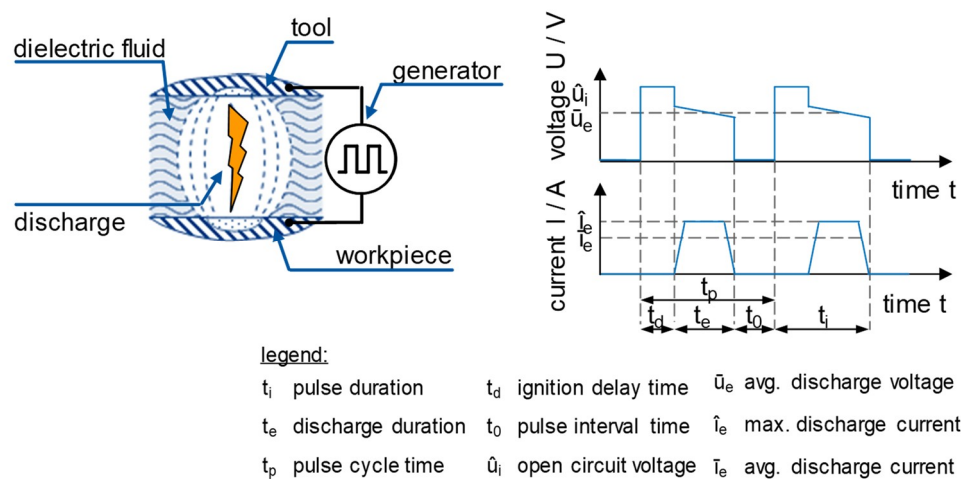 tool
dielectric fluid
generator
discharge
workpiece
voltage U / V
ûᵢ
ūₑ
time t
current I / A
îₑ
īₑ
time t
tₚ
t_d tₑ t₀ tᵢ
legend:
tᵢ pulse duration t_d ignition delay time ūₑ avg. discharge voltage
tₑ discharge duration t₀ pulse interval time îₑ max. discharge current
tₚ pulse cycle time ûᵢ open circuit voltage īₑ avg. discharge current